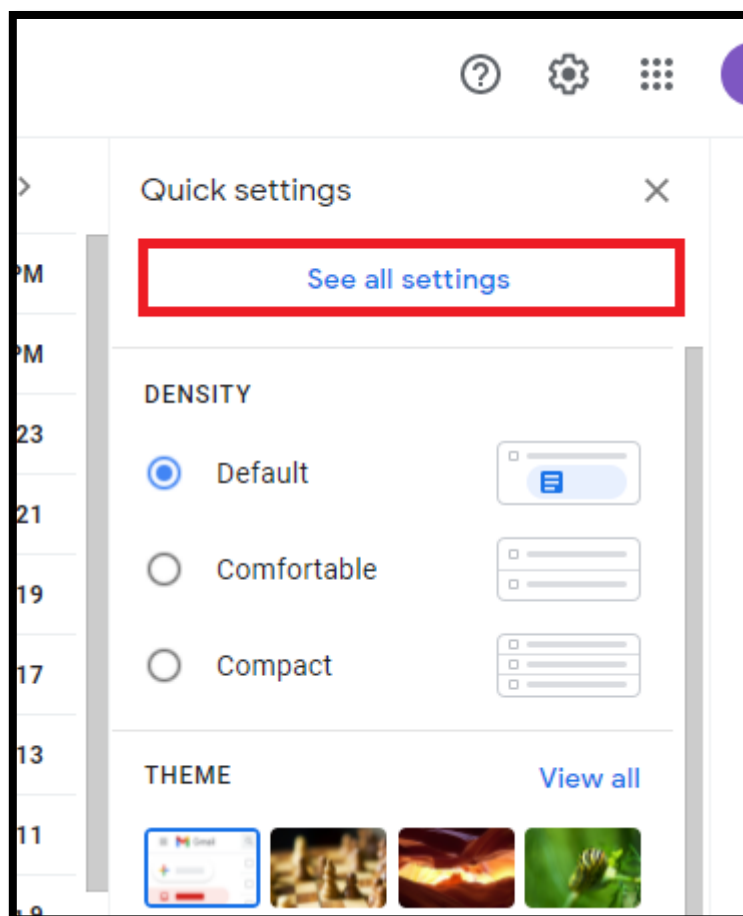 Quick settings
See all settings
PM
PM
DENSITY
23
Default
21
Comfortable
19
17
Compact
13
THEME
View all
11
Gmail